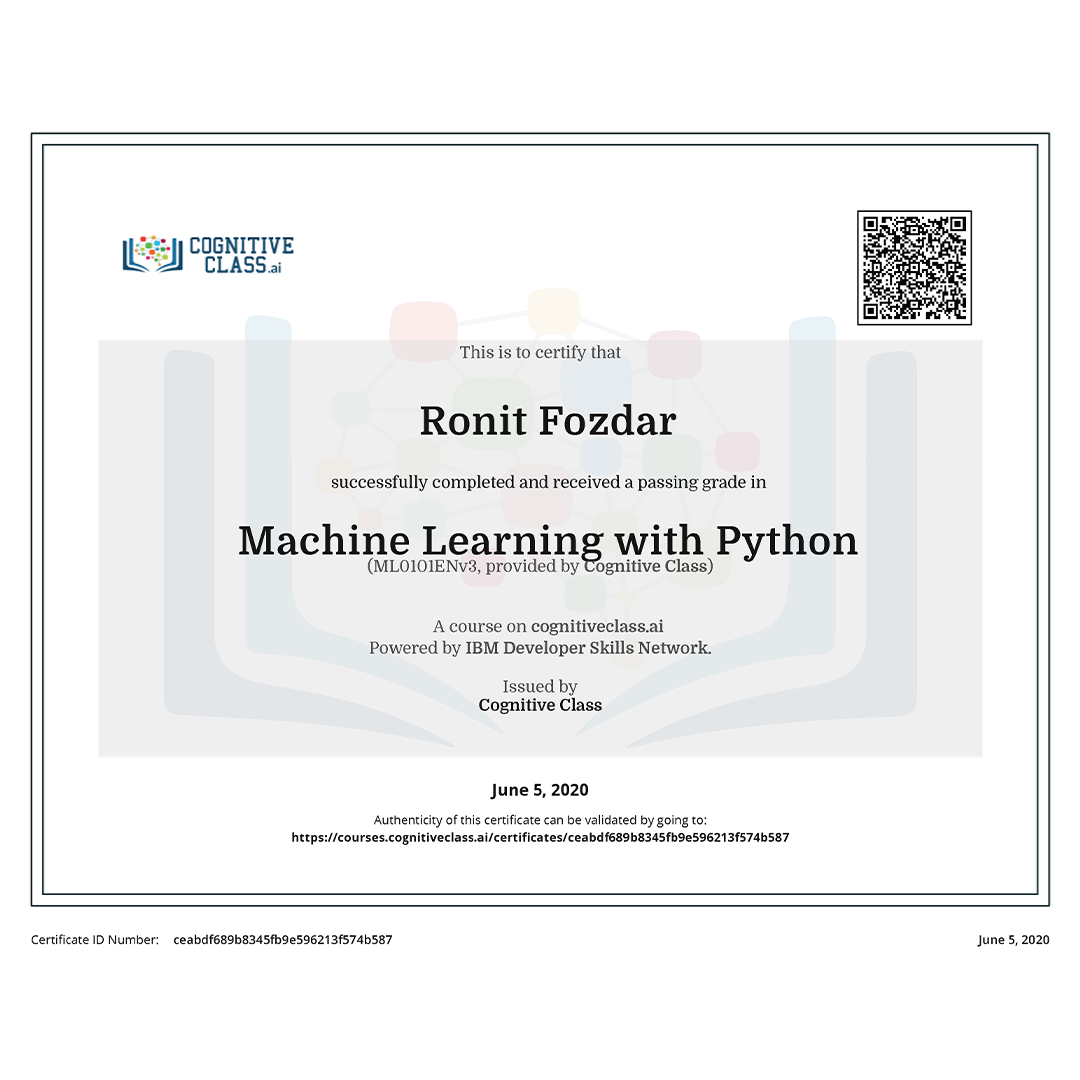 COGNITIVE
CLASS.ai
This is to certify that
Ronit Fozdar
successfully completed and received a passing grade in
Machine Learning with Python
(ML0101ENv3, provided by Cognitive Class)
A course on cognitiveclass.ai
Powered by IBM Developer Skills Network.
Issued by
Cognitive Class
June 5, 2020
Authenticity of this certificate can be validated by going to:
https://courses.cognitiveclass.ai/certificates/ceabdf689b8345fb9e596213f574b587
Certificate ID Number: ceabdf689b8345fb9e596213f574b587
June 5, 2020